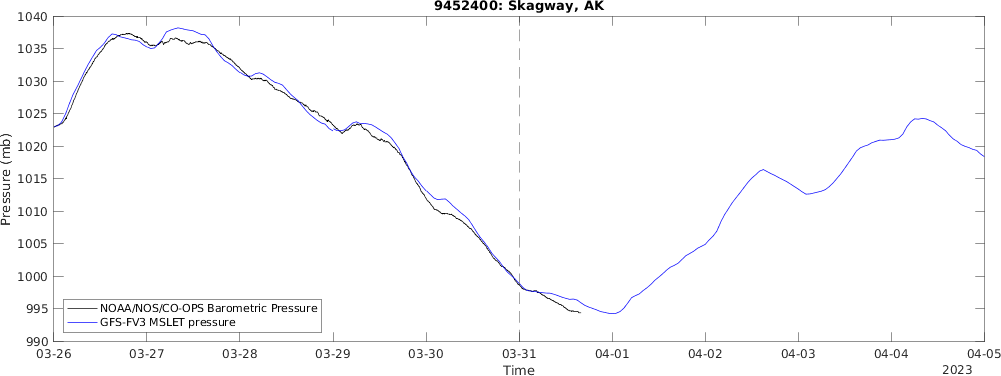 9452400: Skagway, AK
1040
1035
1030
1025
1020
1015
1010
1005
1000
995
990
Pressure (mb)
NOAA/NOS/CO-OPS Barometric Pressure
GFS-FV3 MSLET pressure
03-26 03-27 03-28 03-29 03-30 03-31 04-01 04-02 04-03 04-04 04-05
Time
2023